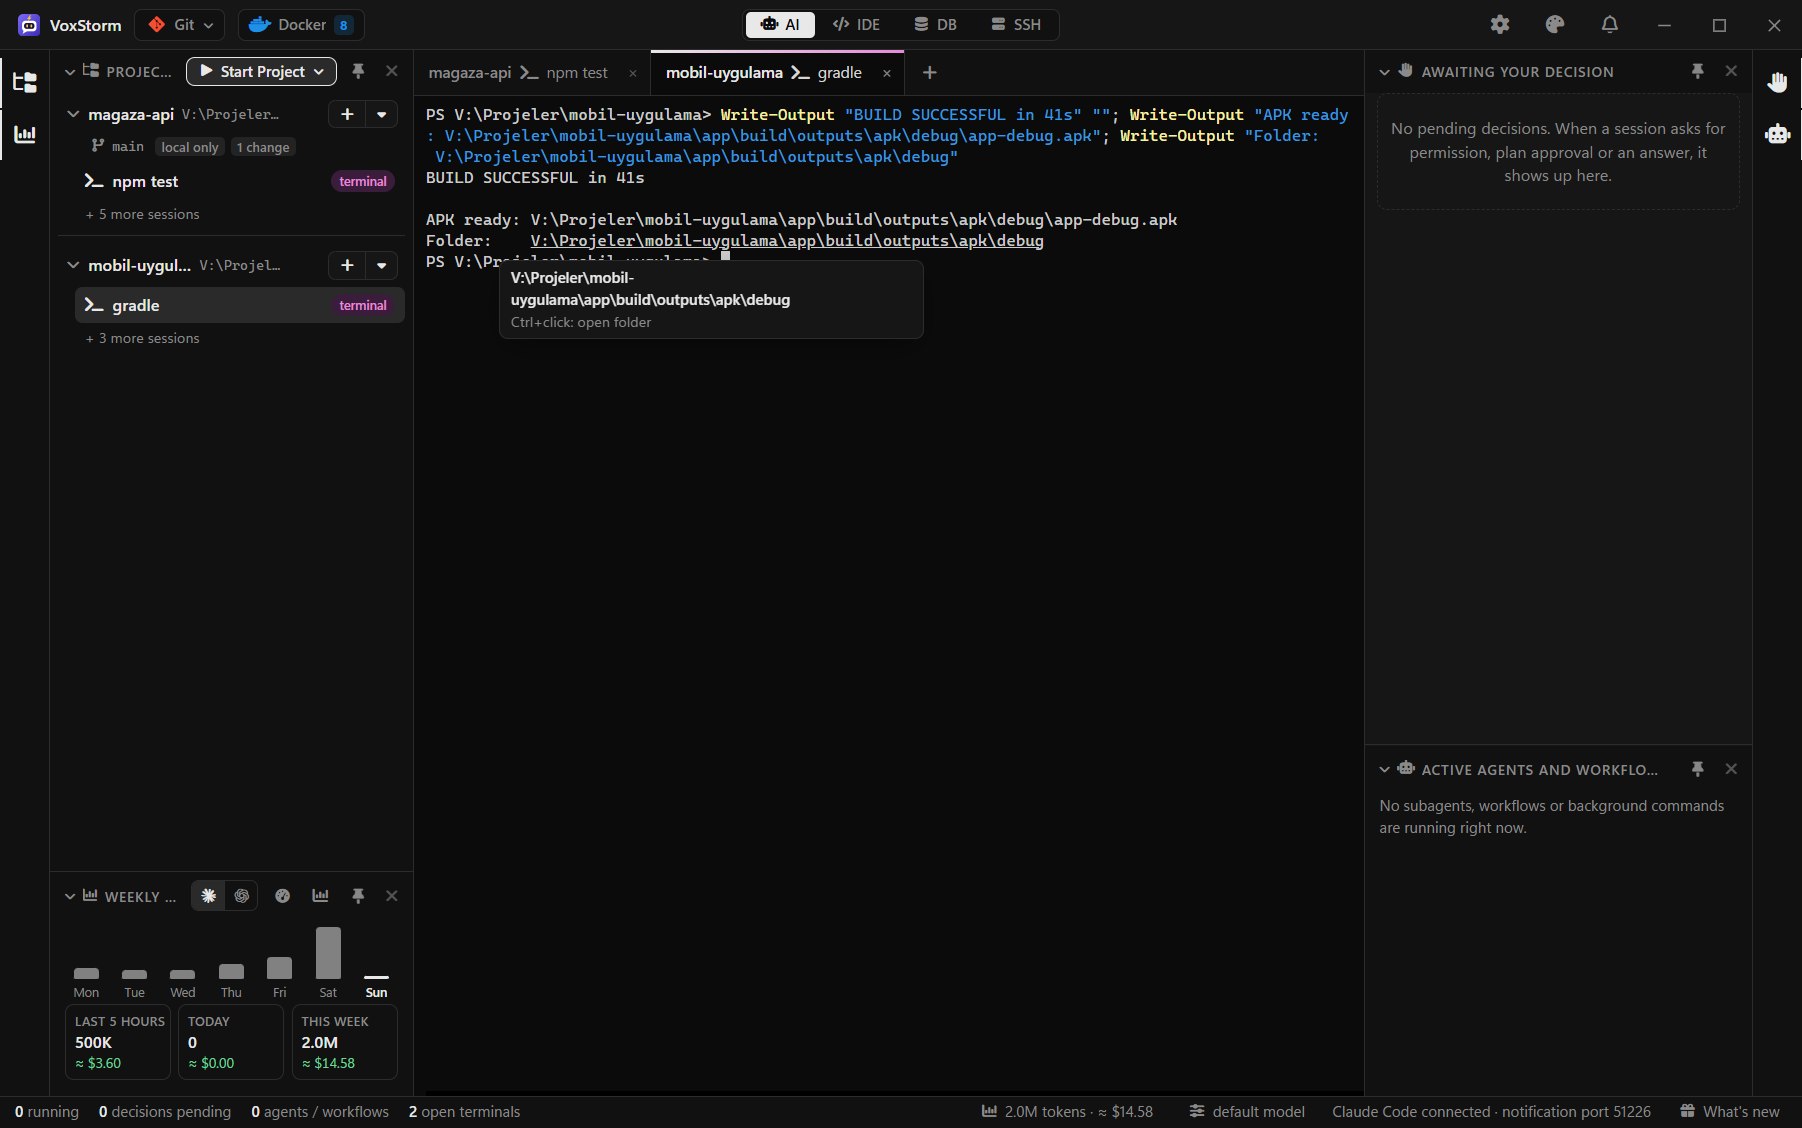 VoxStorm
Git
Docker 8
AI
IDE
DB
SSH
PROJEC...
Start Project
magaza-api V:\Projeler...
main local only 1 change
npm test terminal
+ 5 more sessions
mobil-uygul... V:\Projel...
gradle terminal
+ 3 more sessions
WEEKLY ...
Mon Tue Wed Thu Fri Sat Sun
LAST 5 HOURS
500K
≈ $3.60
TODAY
0
≈ $0.00
THIS WEEK
2.0M
≈ $14.58
magaza-api npm test ×
mobil-uygulama gradle ×
PS V:\Projeler\mobil-uygulama> Write-Output "BUILD SUCCESSFUL in 41s" ""; Write-Output "APK ready
: V:\Projeler\mobil-uygulama\app\build\outputs\apk\debug\app-debug.apk"; Write-Output "Folder:
V:\Projeler\mobil-uygulama\app\build\outputs\apk\debug"
BUILD SUCCESSFUL in 41s
APK ready: V:\Projeler\mobil-uygulama\app\build\outputs\apk\debug\app-debug.apk
Folder: V:\Projeler\mobil-uygulama\app\build\outputs\apk\debug
PS V:\Projeler\mobil-uygulama>
V:\Projeler\mobil-
uygulama\app\build\outputs\apk\debug
Ctrl+click: open folder
AWAITING YOUR DECISION
No pending decisions. When a session asks for
permission, plan approval or an answer, it
shows up here.
ACTIVE AGENTS AND WORKFLO...
No subagents, workflows or background commands
are running right now.
0 running 0 decisions pending 0 agents / workflows 2 open terminals
2.0M tokens · ≈ $14.58 default model Claude Code connected · notification port 51226 What's new